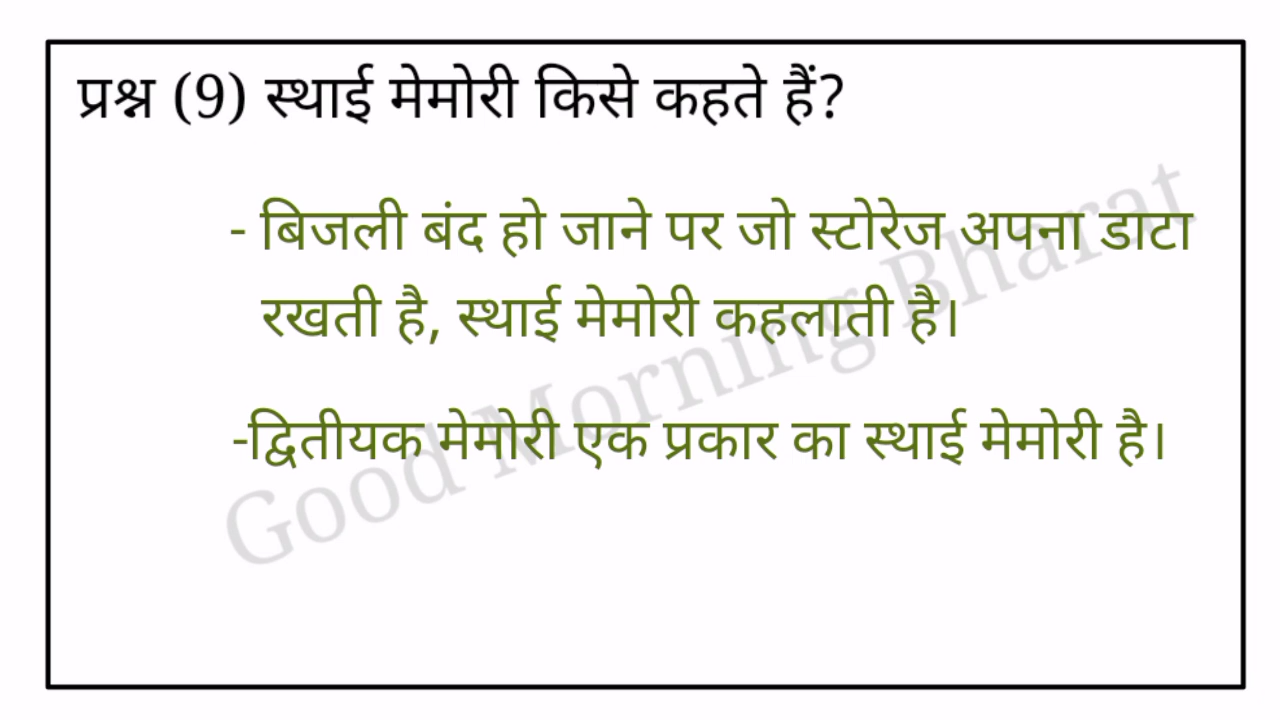 प्रश्न (9) स्थाई मेमोरी किसे कहते हैं?
- बिजली बंद हो जाने पर जो स्टोरेज अपना डाटा
रखती है, स्थाई मेमोरी कहलाती है।
-द्वितीयक मेमोरी एक प्रकार का स्थाई मेमोरी है।
Good Morning Bharat